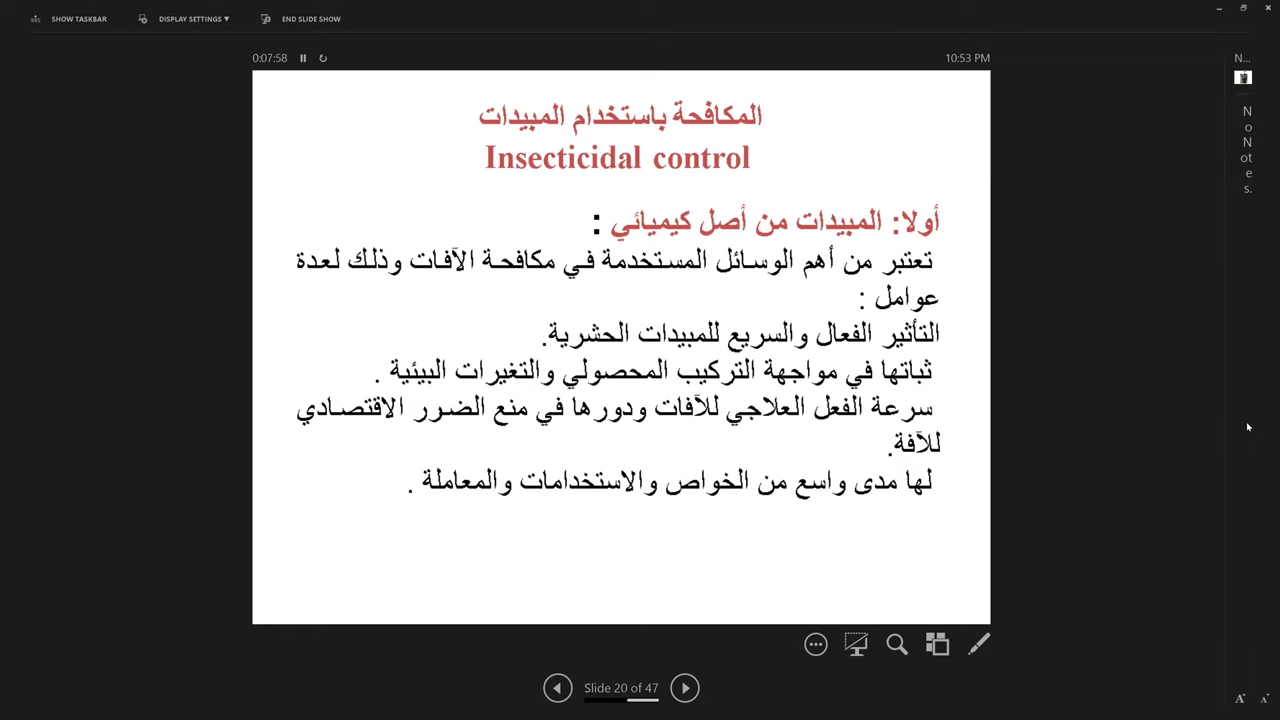 SHOW TASKBAR
DISPLAY SETTINGS ▼
END SLIDE SHOW
0:07:58
10:53 PM
N...
المكافحة باستخدام المبيدات
Insecticidal control
أولا: المبيدات من أصل كيميائي :
تعتبر من أهم الوسائل المستخدمة في مكافحة الآفات وذلك لعدة
عوامل :
التأثير الفعال والسريع للمبيدات الحشرية.
ثباتها في مواجهة التركيب المحصولي والتغيرات البيئية .
سرعة الفعل العلاجي للآفات ودورها في منع الضرر الاقتصادي
للآفة.
لها مدى واسع من الخواص والاستخدامات والمعاملة .
N
o
N
ot
e
s.
Slide 20 of 47
A
A